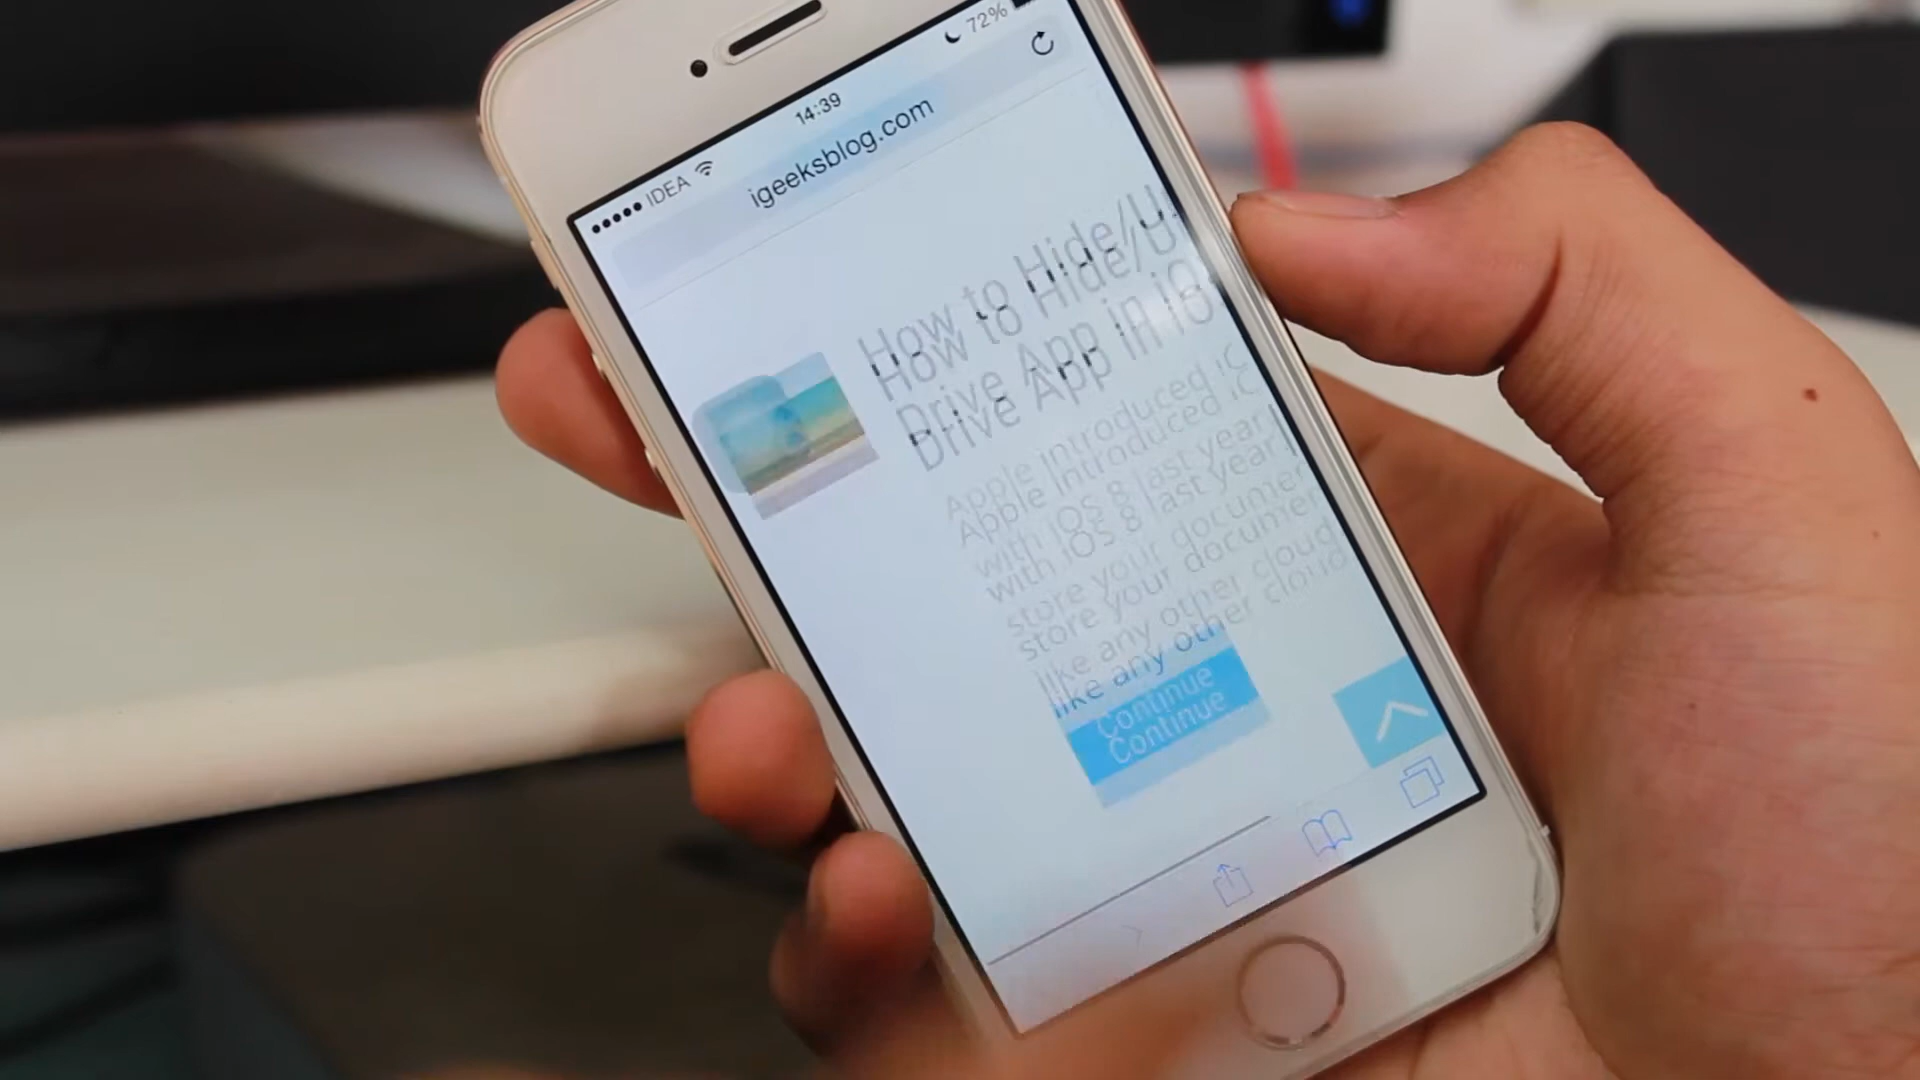 72%
14:39
IDEA
igeeksblog.com
How to Hide/U
Drive App in iO
Apple introduced iC
with iOS 8 last year
store your documen
like any other cloud
Continue